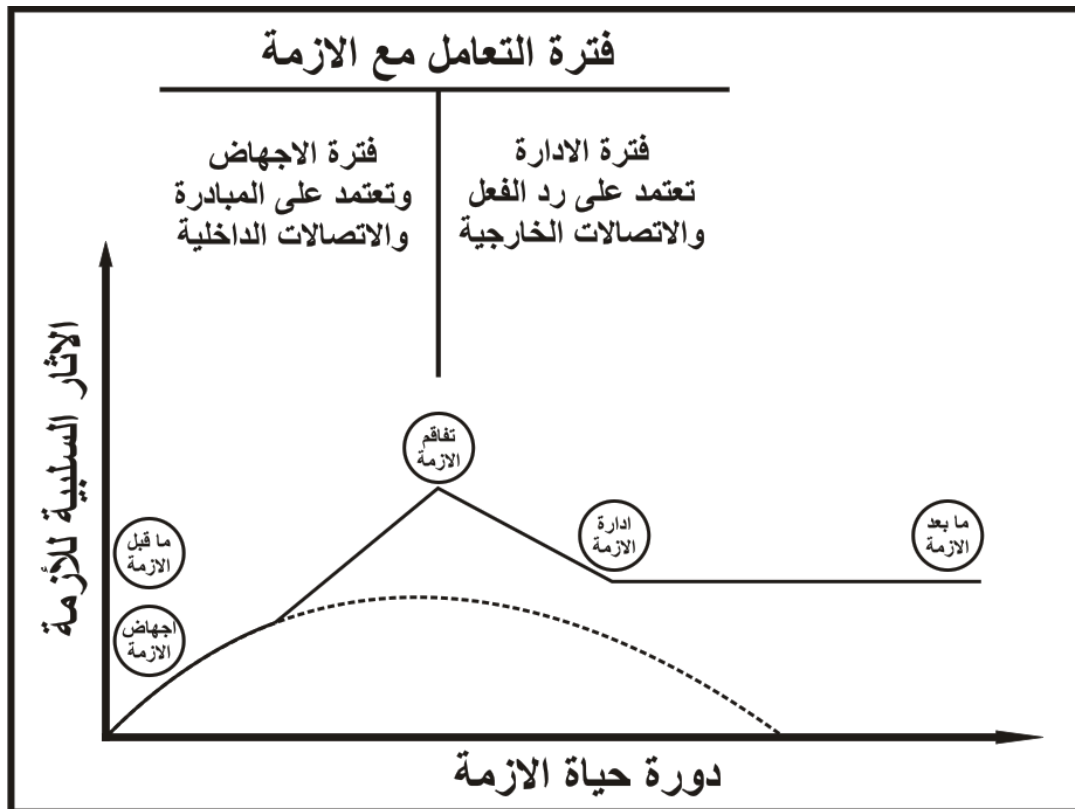 فترة التعامل مع الازمة
فترة الادارة
تعتمد على رد الفعل
والاتصالات الخارجية
فترة الاجهاض
وتعتمد على المبادرة
والاتصالات الداخلية
الاثار السلبية للأزمة
تفاقم
الازمة
ما بعد
الازمة
ادارة
الازمة
ما قبل
الازمة
اجهاض
الازمة
دورة حياة الازمة